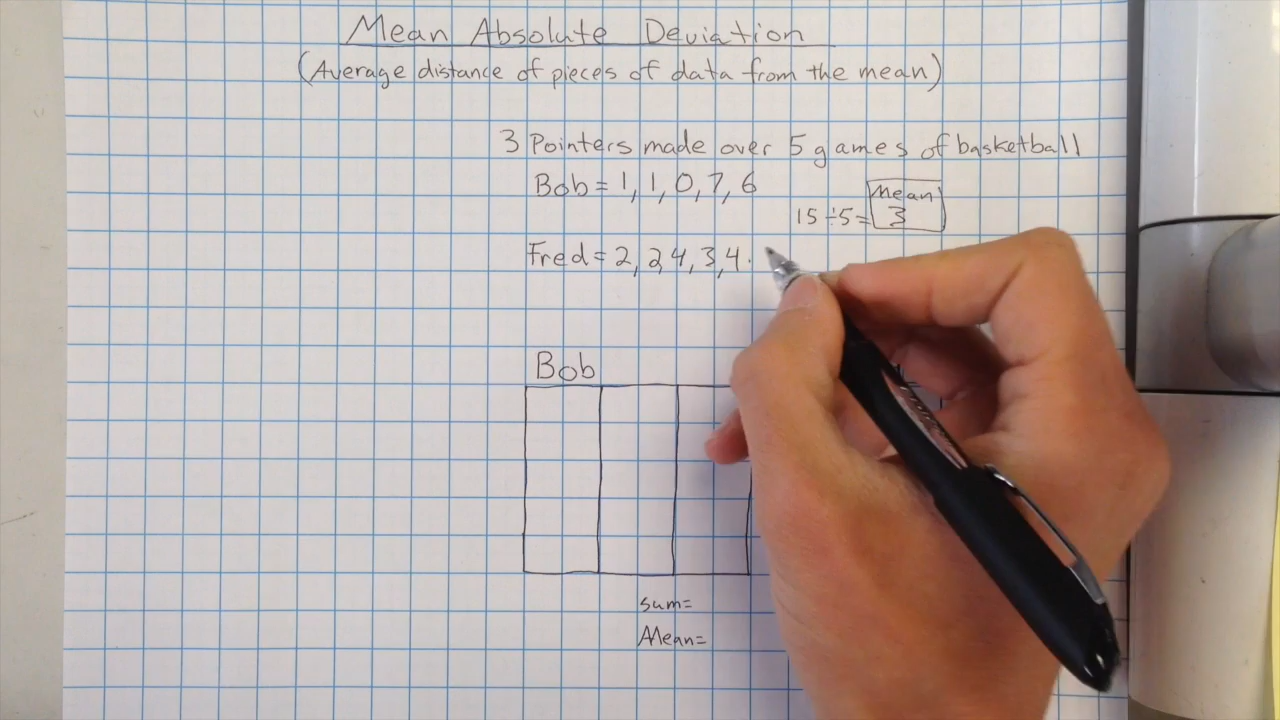 Mean Absolute Deviation
(Average distance of pieces of data from the mean)
3 Pointers made over 5 games of basketball
Bob = 1, 1, 0, 7, 6
15 ÷ 5 = Mean 3
Fred = 2, 2, 4, 3, 4
Bob
sum=
Mean=